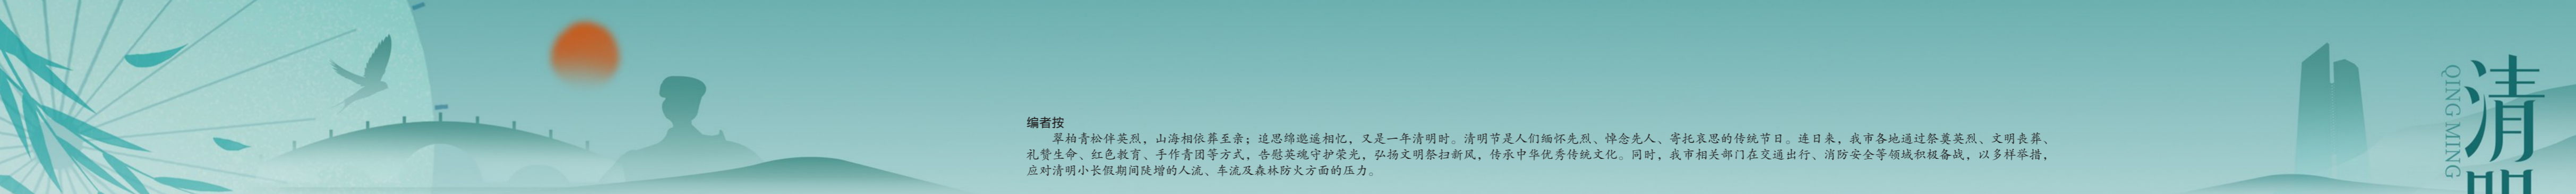 编者按
翠柏青松伴英烈，山海相依葬至亲；追思绵邈遥相忆，又是一年清明时。清明节是人们缅怀先烈、悼念先人、寄托哀思的传统节日。连日来，我市各地通过祭奠英烈、文明丧葬、
礼赞生命、红色教育、手作青团等方式，告慰英魂守护荣光，弘扬文明祭扫新风，传承中华优秀传统文化。同时，我市相关部门在交通出行、消防安全等领域积极备战，以多样举措，
应对清明小长假期间陡增的人流、车流及森林防火方面的压力。
清明
QING MING